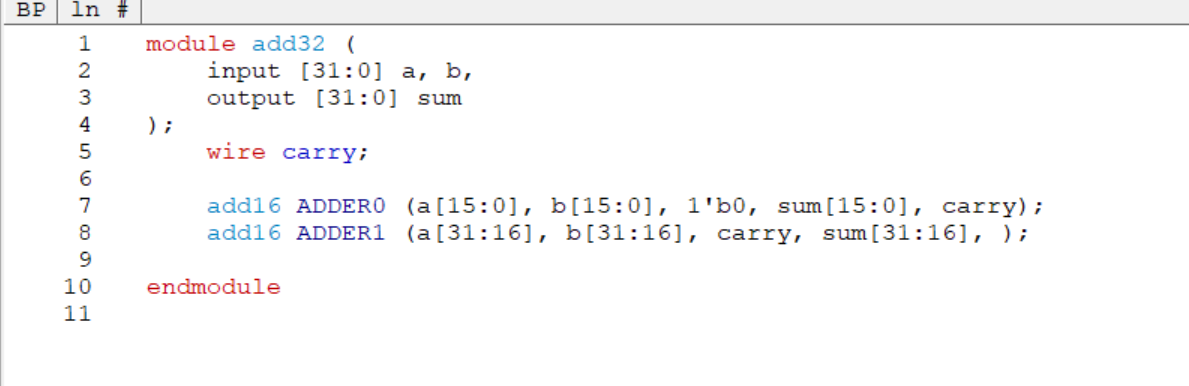 BP ln #
1 module add32 (
2     input [31:0] a, b,
3     output [31:0] sum
4 );
5     wire carry;
6
7     add16 ADDER0 (a[15:0], b[15:0], 1'b0, sum[15:0], carry);
8     add16 ADDER1 (a[31:16], b[31:16], carry, sum[31:16], );
9
10 endmodule
11